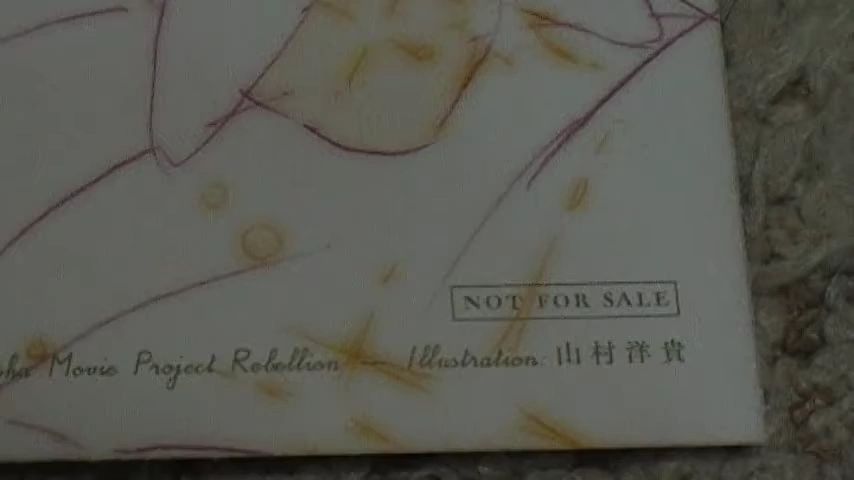 NOT FOR SALE
Movie Project Rebellion — Illustration: 山村洋貴